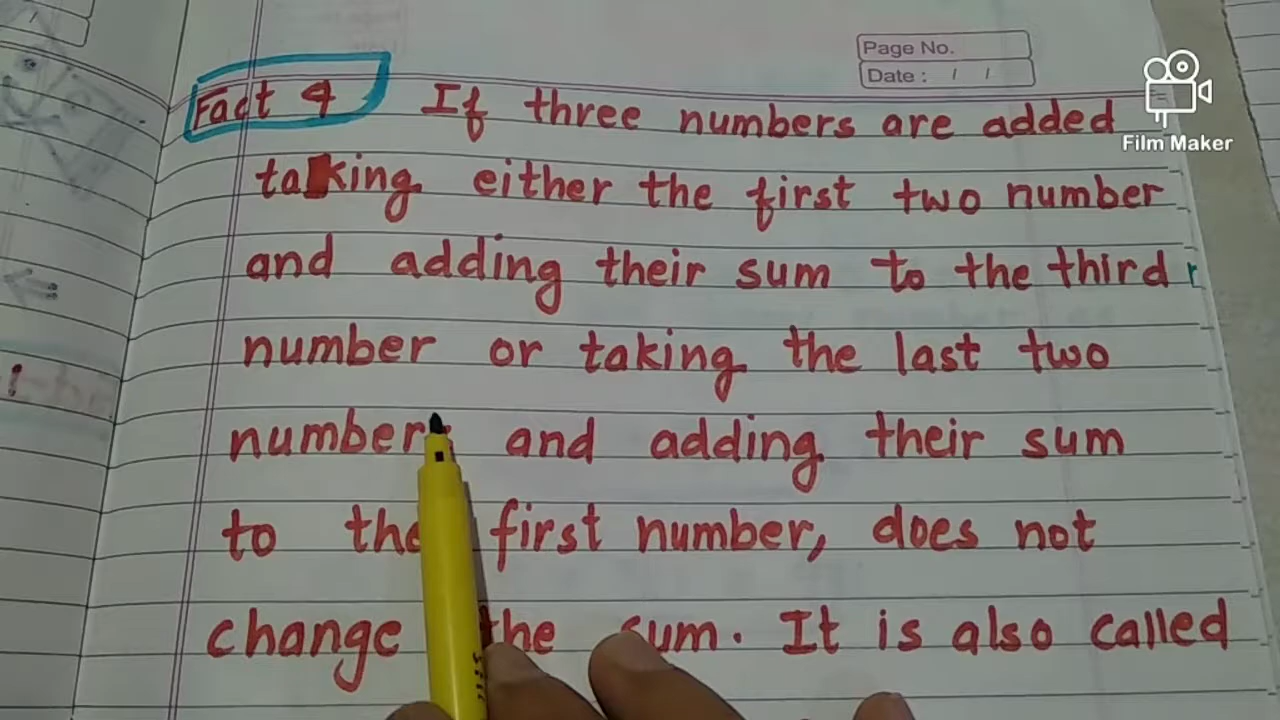 Page No.
Date : / /
Film Maker
Fact 4 If three numbers are added
taking either the first two number
and adding their sum to the third
number or taking the last two
number and adding their sum
to the first number, does not
change the sum. It is also called